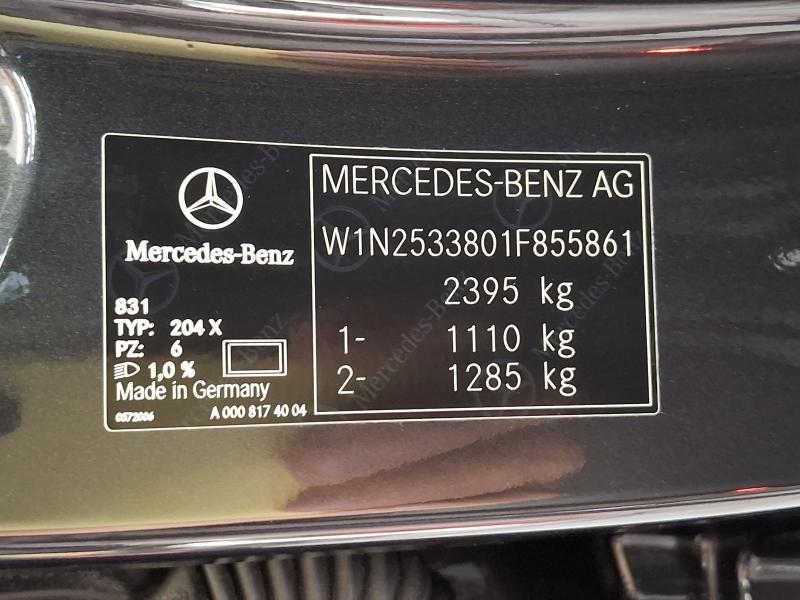 Mercedes-Benz
831
TYP: 204 X
PZ: 6
1,0 %
Made in Germany
0572006 A 000 817 40 04
MERCEDES-BENZ AG
W1N2533801F855861
2395 kg
1- 1110 kg
2- 1285 kg